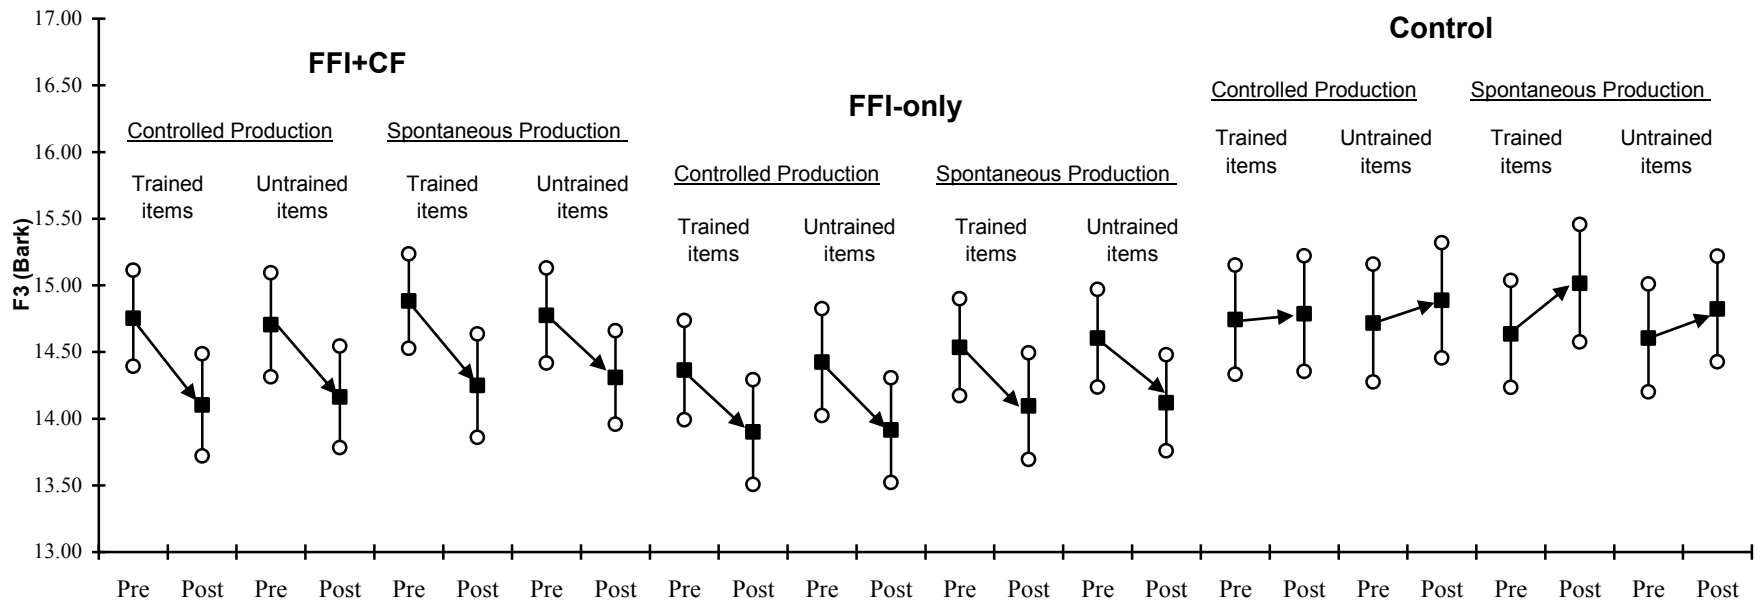 17.00
16.50
16.00
15.50
15.00
14.50
14.00
13.50
13.00
F3 (Bark)
FFI+CF
Controlled Production
Spontaneous Production
Trained
items
Untrained
items
Trained
items
Untrained
items
FFI-only
Controlled Production
Spontaneous Production
Trained
items
Untrained
items
Trained
items
Untrained
items
Control
Controlled Production
Spontaneous Production
Trained
items
Untrained
items
Trained
items
Untrained
items
Pre Post Pre Post Pre Post Pre Post Pre Post Pre Post Pre Post Pre Post Pre Post Pre Post Pre Post Pre Post